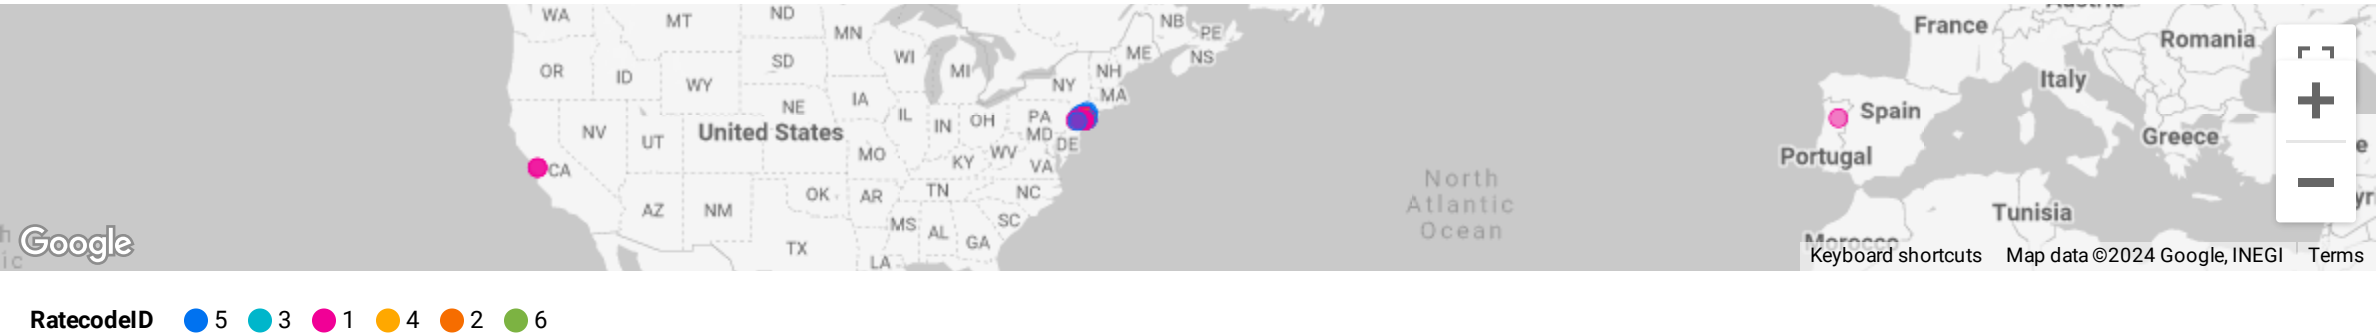 WA MT ND MN NB PE
OR ID WY SD WI MI NY NH ME NS
NV UT NE IA IL IN OH PA MA
United States MD DE
CA MO KY WV VA
AZ NM OK AR TN NC
TX MS AL GA SC
LA
North
Atlantic
Ocean
France Austria Romania
Italy
Spain
Portugal Greece
Tunisia
Morocco
Google
Keyboard shortcuts Map data ©2024 Google, INEGI Terms
RatecodeID 5 3 1 4 2 6